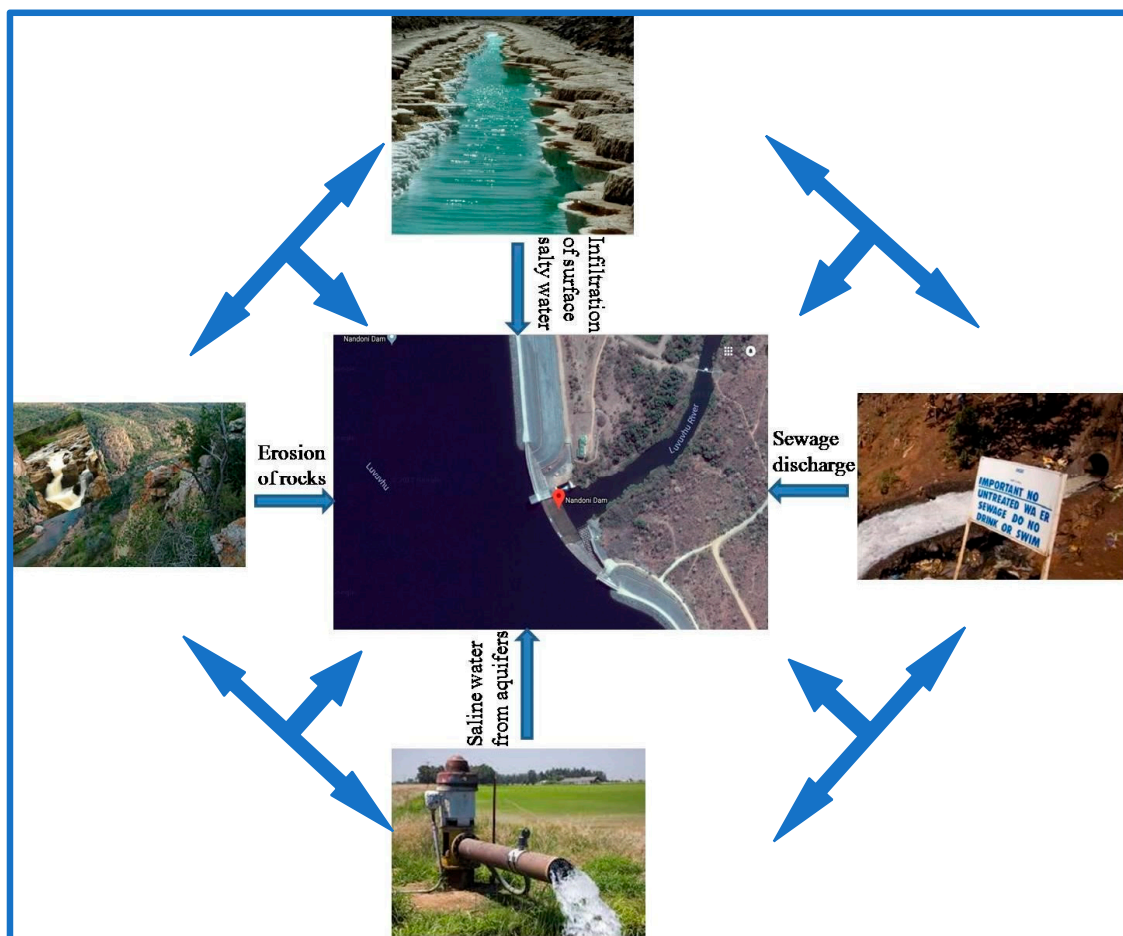 Infiltration
of surface
salty water
Nandoni Dam
Luvuvhu River
Luvuvhu
Nandoni Dam
Erosion
of rocks
Sewage
discharge
IMPORTANT NO
UNTREATED WA ER
SEWAGE DO NO
DRINK OR SWIM
Saline water
from aquifers